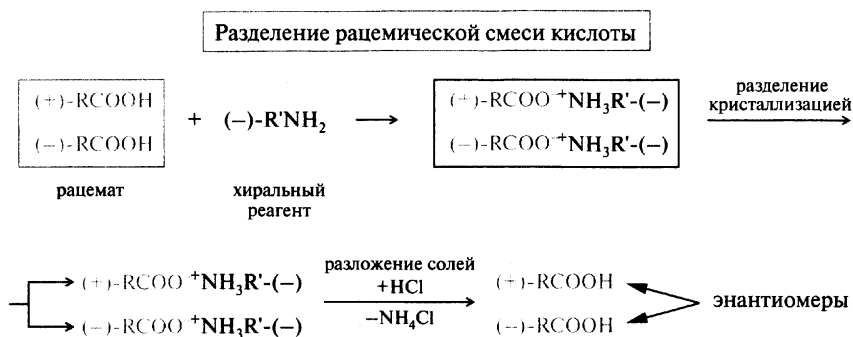 Разделение рацемической смеси кислоты
(+)-RCOOH
(−)-RCOOH
рацемат
+ (−)-R'NH₂
хиральный
реагент
(+)-RCOO⁻⁺NH₃R'-(−)
(−)-RCOO⁻⁺NH₃R'-(−)
разделение
кристаллизацией
(+)-RCOO ⁺NH₃R'-(−)
(−)-RCOO ⁺NH₃R'-(−)
разложение солей
+HCl
−NH₄Cl
(+)-RCOOH
(−)-RCOOH
энантиомеры